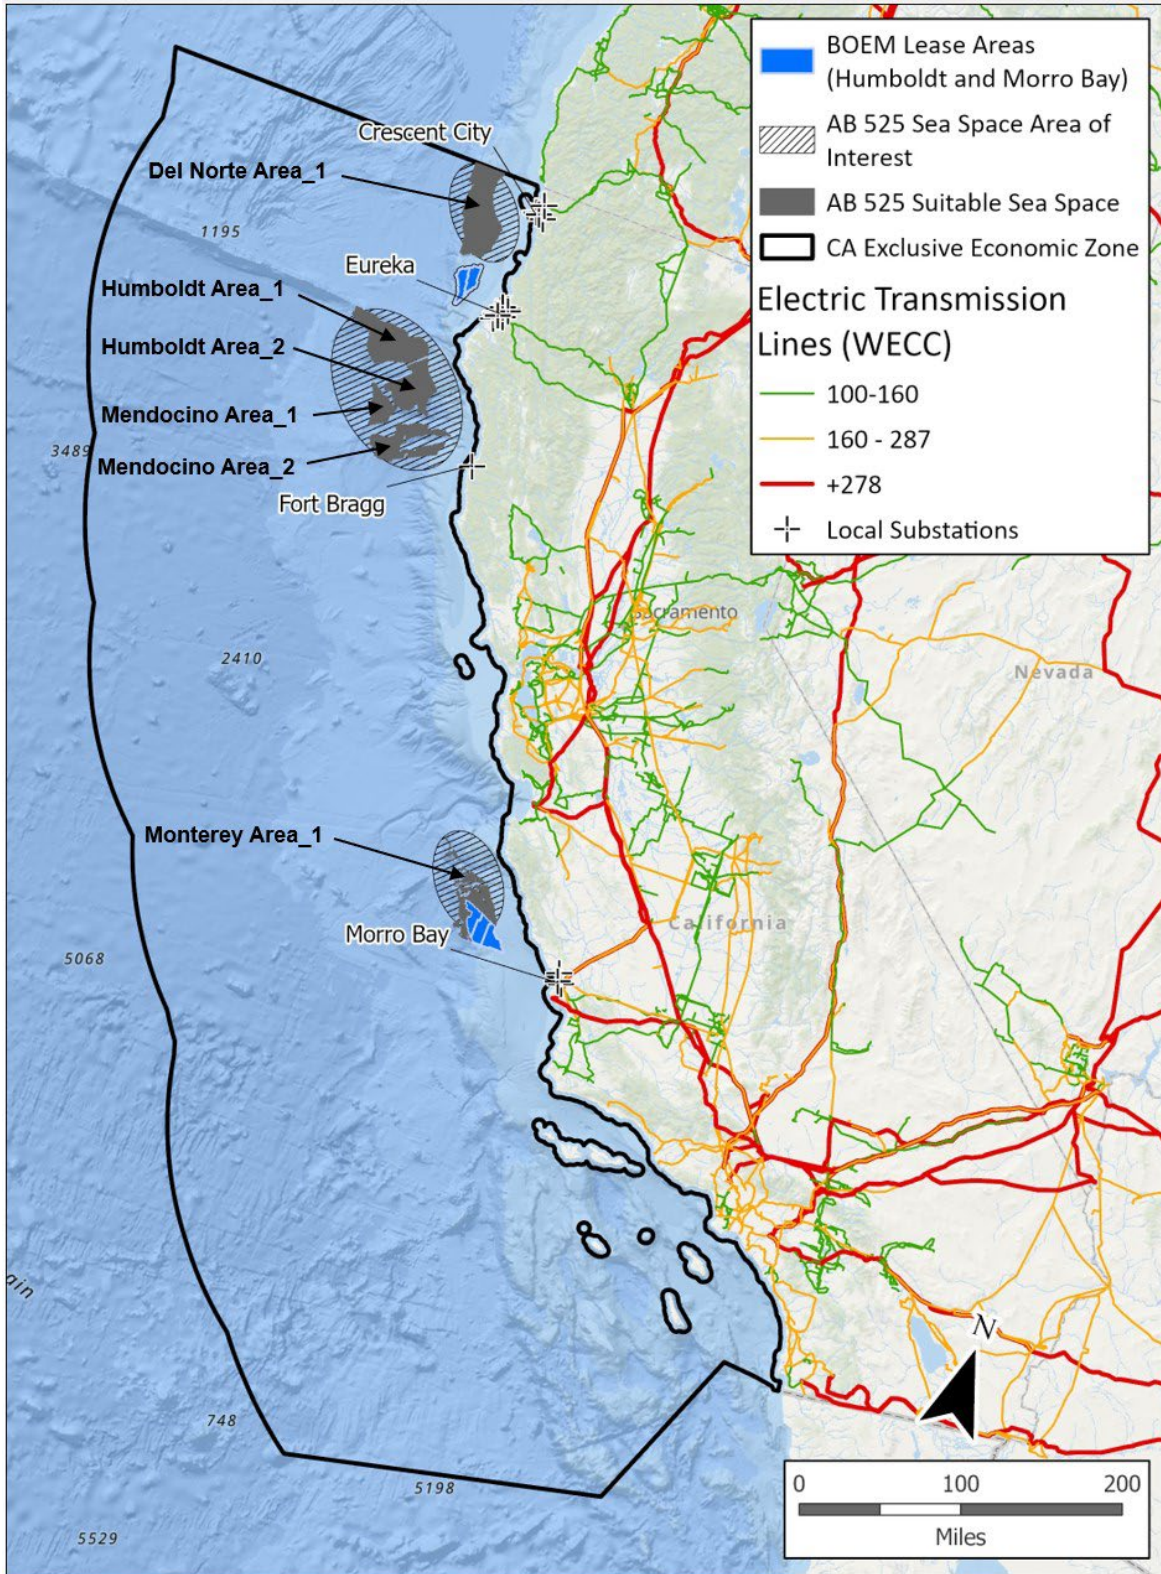 BOEM Lease Areas
(Humboldt and Morro Bay)
AB 525 Sea Space Area of
Interest
AB 525 Suitable Sea Space
CA Exclusive Economic Zone
Electric Transmission
Lines (WECC)
100-160
160 - 287
+278
Local Substations
Crescent City
Del Norte Area_1
1195
Eureka
Humboldt Area_1
Humboldt Area_2
Mendocino Area_1
3489
Mendocino Area_2
Fort Bragg
Sacramento
2410
Nevada
Monterey Area_1
California
Morro Bay
5068
N
748
5198
5529
0 100 200
Miles